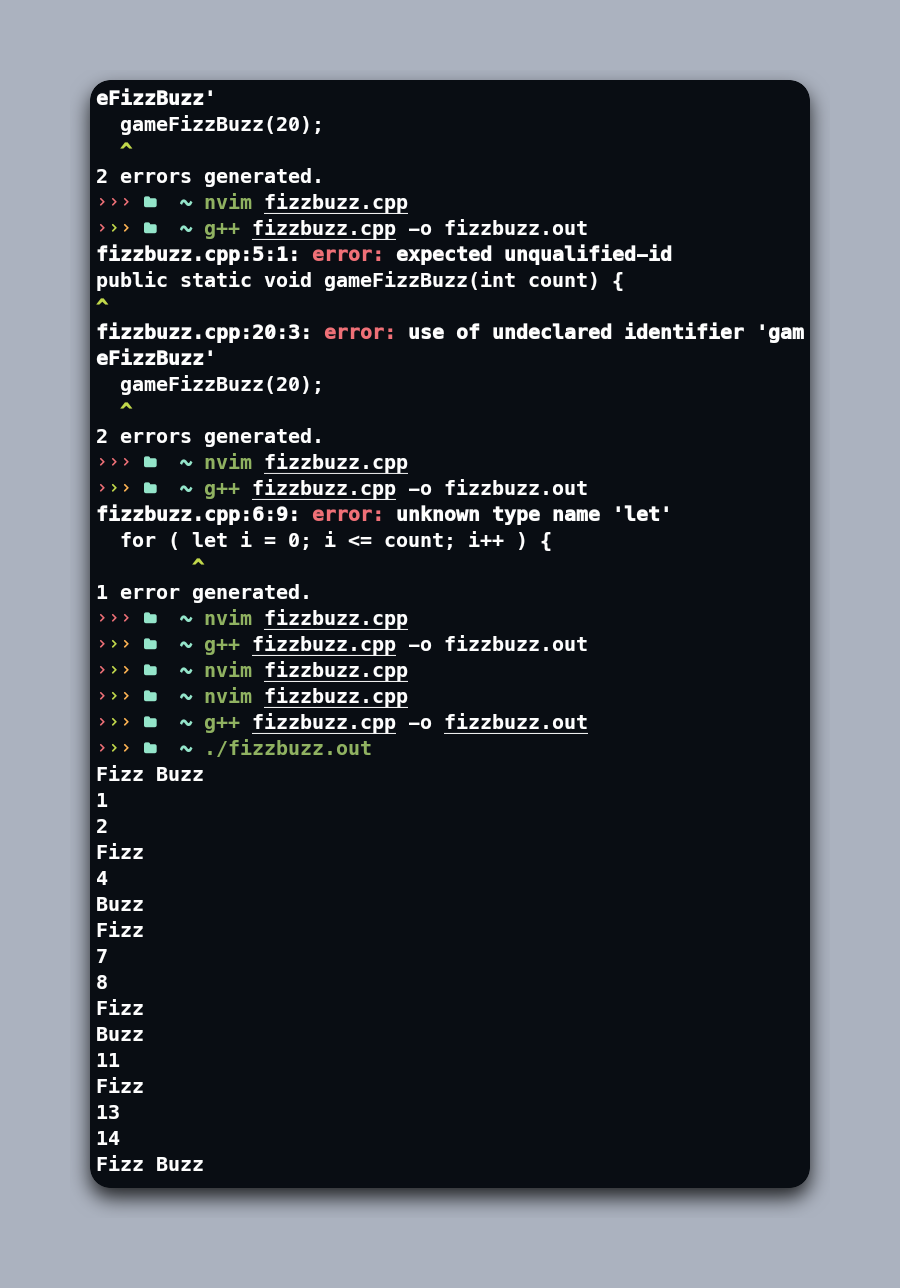 eFizzBuzz'
  gameFizzBuzz(20);
  ^
2 errors generated.
››› ~ nvim fizzbuzz.cpp
››› ~ g++ fizzbuzz.cpp -o fizzbuzz.out
fizzbuzz.cpp:5:1: error: expected unqualified-id
public static void gameFizzBuzz(int count) {
^
fizzbuzz.cpp:20:3: error: use of undeclared identifier 'gam
eFizzBuzz'
  gameFizzBuzz(20);
  ^
2 errors generated.
››› ~ nvim fizzbuzz.cpp
››› ~ g++ fizzbuzz.cpp -o fizzbuzz.out
fizzbuzz.cpp:6:9: error: unknown type name 'let'
  for ( let i = 0; i <= count; i++ ) {
        ^
1 error generated.
››› ~ nvim fizzbuzz.cpp
››› ~ g++ fizzbuzz.cpp -o fizzbuzz.out
››› ~ nvim fizzbuzz.cpp
››› ~ nvim fizzbuzz.cpp
››› ~ g++ fizzbuzz.cpp -o fizzbuzz.out
››› ~ ./fizzbuzz.out
Fizz Buzz
1
2
Fizz
4
Buzz
Fizz
7
8
Fizz
Buzz
11
Fizz
13
14
Fizz Buzz